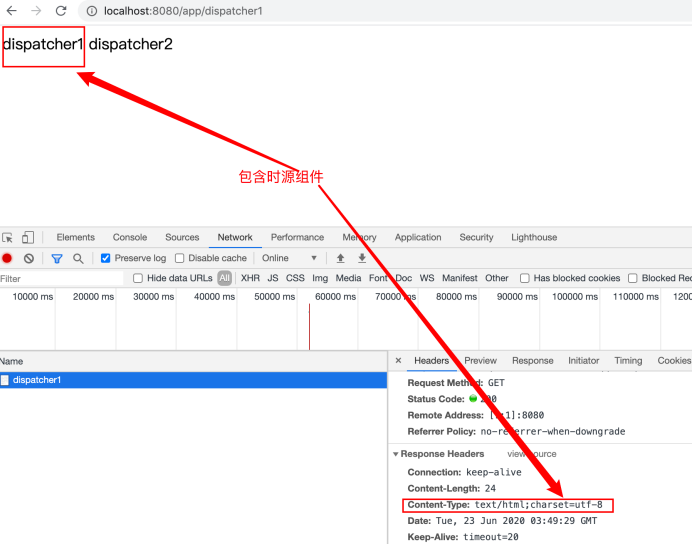 localhost:8080/app/dispatcher1
dispatcher1 dispatcher2
包含时源组件
Elements Console Sources Network Performance Memory Application Security Lighthouse
Preserve log Disable cache Online
Filter Hide data URLs All XHR JS CSS Img Media Font Doc WS Manifest Other Has blocked cookies Blocked Rec
10000 ms 20000 ms 30000 ms 40000 ms 50000 ms 60000 ms 70000 ms 80000 ms 90000 ms 100000 ms 110000 ms 1200
Name
dispatcher1
Headers Preview Response Initiator Timing Cookies
Request Method: GET
Status Code: 200
Remote Address: [::1]:8080
Referrer Policy: no-referrer-when-downgrade
Response Headers view source
Connection: keep-alive
Content-Length: 24
Content-Type: text/html;charset=utf-8
Date: Tue, 23 Jun 2020 03:49:29 GMT
Keep-Alive: timeout=20